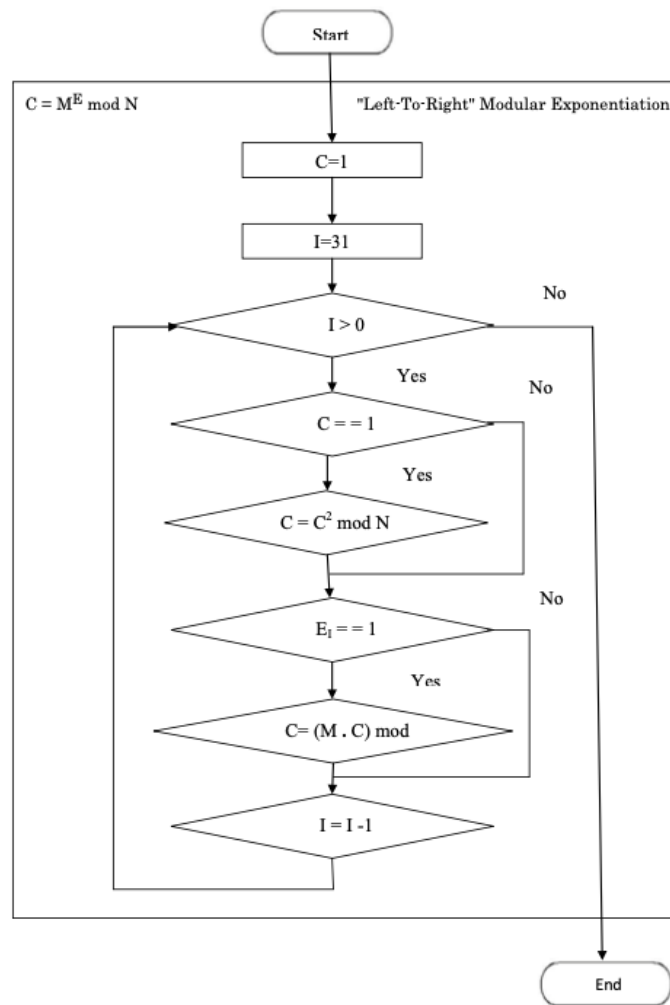 Start
C = M^E mod N
"Left-To-Right" Modular Exponentiation
C=1
I=31
No
I > 0
Yes
No
C = = 1
Yes
C = C² mod N
No
E_I = = 1
Yes
C= (M . C) mod
I = I -1
End